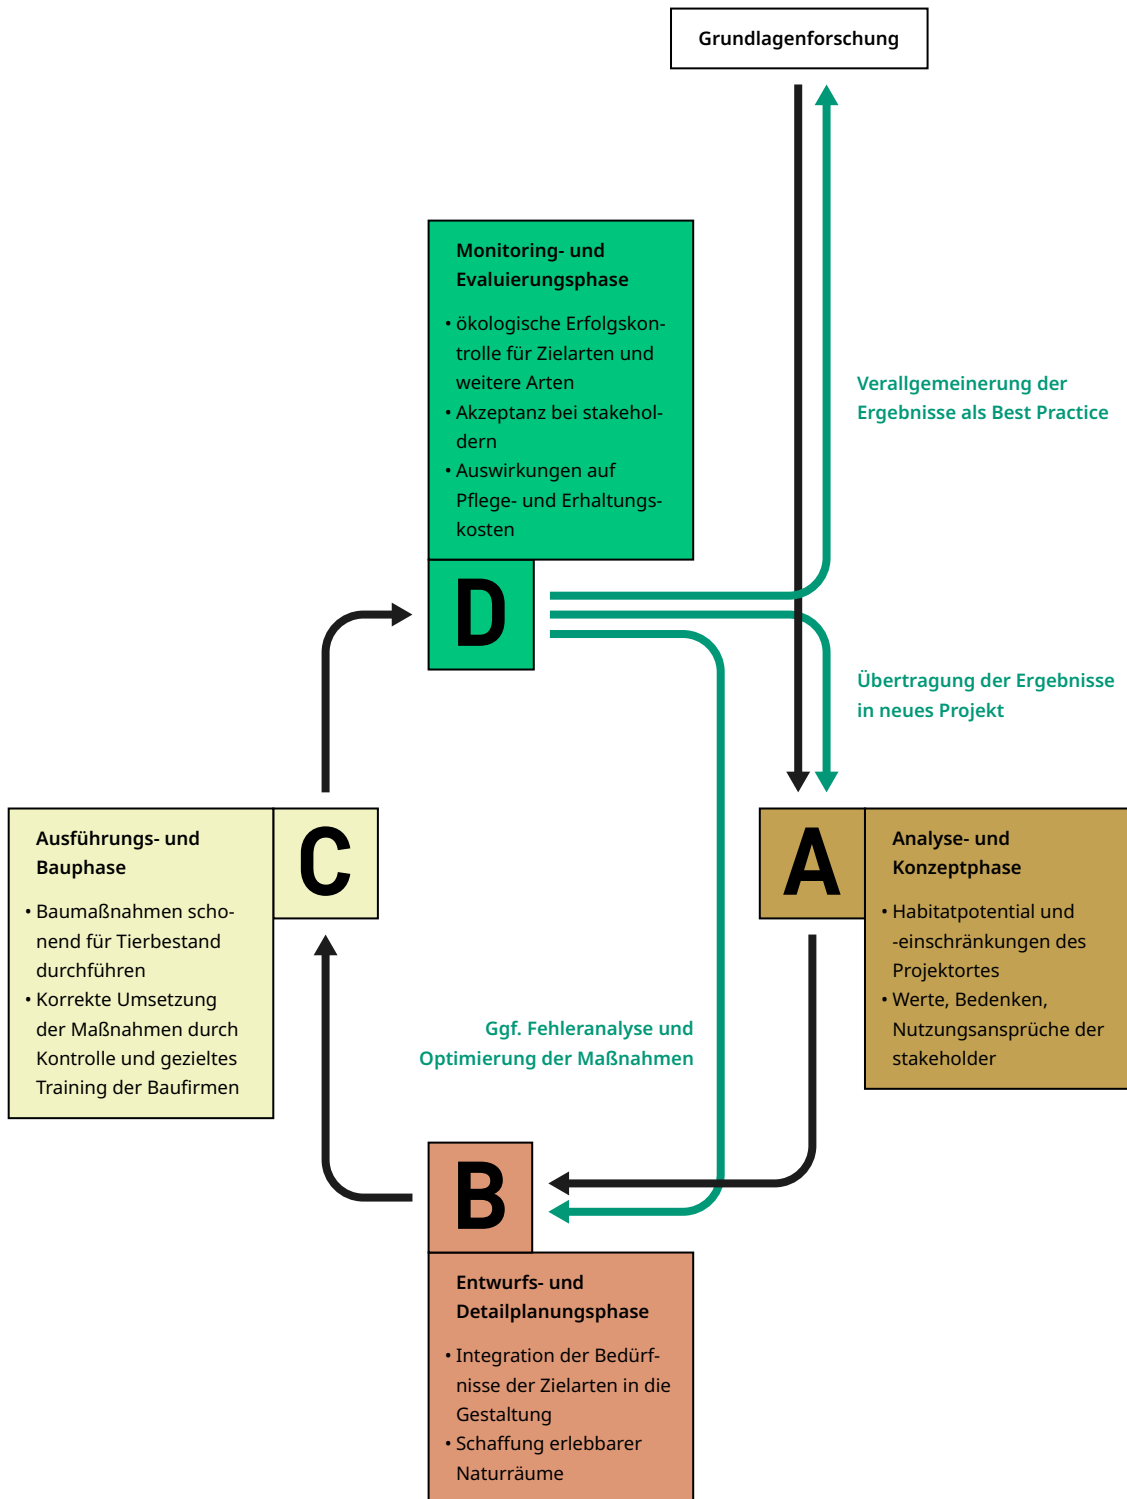 Grundlagenforschung
Monitoring- und
Evaluierungsphase
• ökologische Erfolgskon-
trolle für Zielarten und
weitere Arten
• Akzeptanz bei stakehol-
dern
• Auswirkungen auf
Pflege- und Erhaltungs-
kosten
D
Verallgemeinerung der
Ergebnisse als Best Practice
Übertragung der Ergebnisse
in neues Projekt
Ausführungs- und
Bauphase
• Baumaßnahmen scho-
nend für Tierbestand
durchführen
• Korrekte Umsetzung
der Maßnahmen durch
Kontrolle und gezieltes
Training der Baufirmen
C
A
Analyse- und
Konzeptphase
• Habitatpotential und
-einschränkungen des
Projektortes
• Werte, Bedenken,
Nutzungsansprüche der
stakeholder
Ggf. Fehleranalyse und
Optimierung der Maßnahmen
B
Entwurfs- und
Detailplanungsphase
• Integration der Bedürf-
nisse der Zielarten in die
Gestaltung
• Schaffung erlebbarer
Naturräume